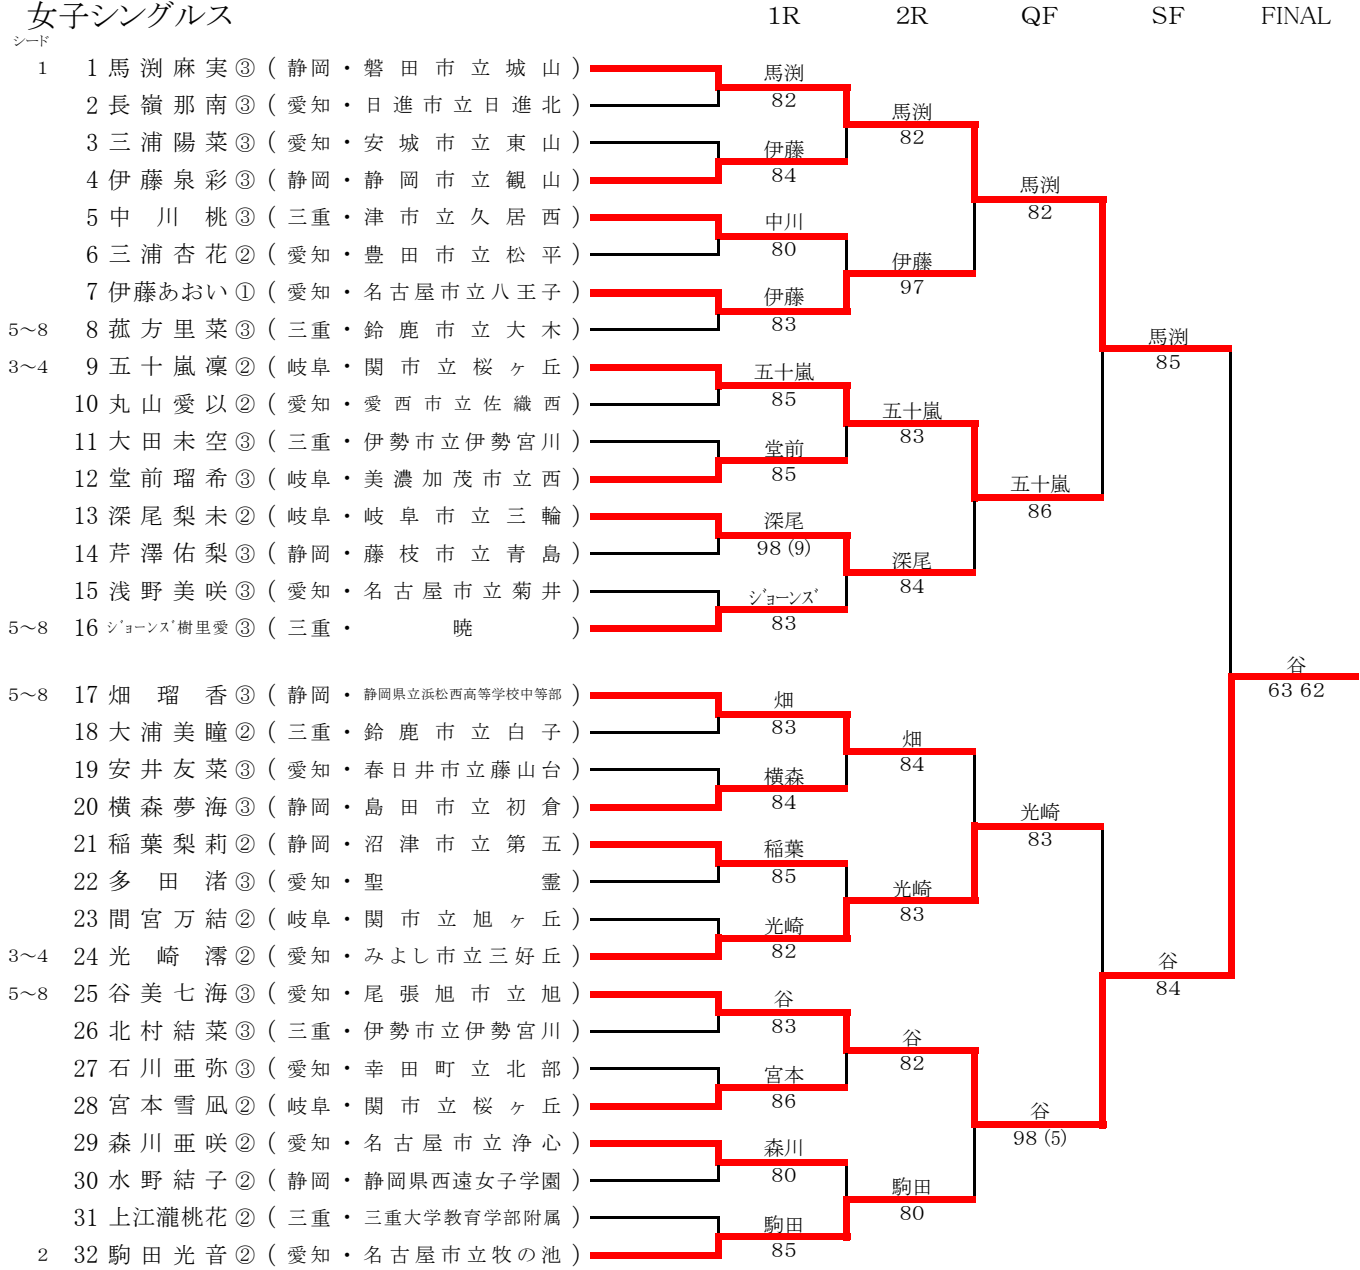 女子シングルス 1R 2R QF SF FINAL
シード
1 1 馬渕麻実③ (静岡・磐田市立城山)
2 長嶺那南③ (愛知・日進市立日進北)
3 三浦陽菜③ (愛知・安城市立東山)
4 伊藤泉彩③ (静岡・静岡市立観山)
5 中川桃③ (三重・津市立久居西)
6 三浦杏花② (愛知・豊田市立松平)
7 伊藤あおい① (愛知・名古屋市立八王子)
5～8 8 菰方里菜③ (三重・鈴鹿市立大木)
3～4 9 五十嵐凜② (岐阜・関市立桜ヶ丘)
10 丸山愛以② (愛知・愛西市立佐織西)
11 大田未空③ (三重・伊勢市立伊勢宮川)
12 堂前瑠希③ (岐阜・美濃加茂市立西)
13 深尾梨未② (岐阜・岐阜市立三輪)
14 芹澤佑梨③ (静岡・藤枝市立青島)
15 浅野美咲③ (愛知・名古屋市立菊井)
5～8 16 ジョーンズ樹里愛③ (三重・暁)
5～8 17 畑瑠香③ (静岡・静岡県立浜松西高等学校中等部)
18 大浦美瞳② (三重・鈴鹿市立白子)
19 安井友菜③ (愛知・春日井市立藤山台)
20 横森夢海③ (静岡・島田市立初倉)
21 稲葉梨莉② (静岡・沼津市立第五)
22 多田渚③ (愛知・聖霊)
23 間宮万結② (岐阜・関市立旭ヶ丘)
3～4 24 光崎澪② (愛知・みよし市立三好丘)
5～8 25 谷美七海③ (愛知・尾張旭市立旭)
26 北村結菜③ (三重・伊勢市立伊勢宮川)
27 石川亜弥③ (愛知・幸田町立北部)
28 宮本雪凪② (岐阜・関市立桜ヶ丘)
29 森川亜咲② (愛知・名古屋市立浄心)
30 水野結子② (静岡・静岡県西遠女子学園)
31 上江瀧桃花② (三重・三重大学教育学部附属)
2 32 駒田光音② (愛知・名古屋市立牧の池)
馬渕
82
伊藤
84
中川
80
伊藤
83
五十嵐
85
堂前
85
深尾
98 (9)
ジョーンズ
83
畑
83
横森
84
稲葉
85
光崎
82
谷
83
宮本
86
森川
80
駒田
85
馬渕
82
伊藤
97
五十嵐
83
深尾
84
畑
84
光崎
83
谷
82
駒田
80
馬渕
82
五十嵐
86
光崎
83
谷
98 (5)
馬渕
85
谷
84
谷
63 62